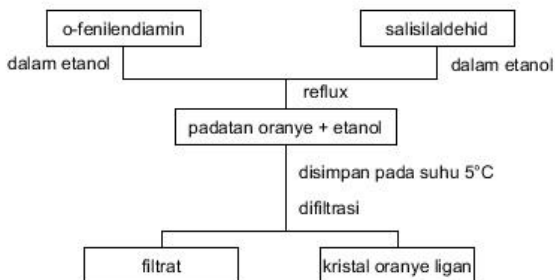 o-fenilendiamin
salisilaldehid
dalam etanol
dalam etanol
reflux
padatan oranye + etanol
disimpan pada suhu 5°C
difiltrasi
filtrat
kristal oranye ligan